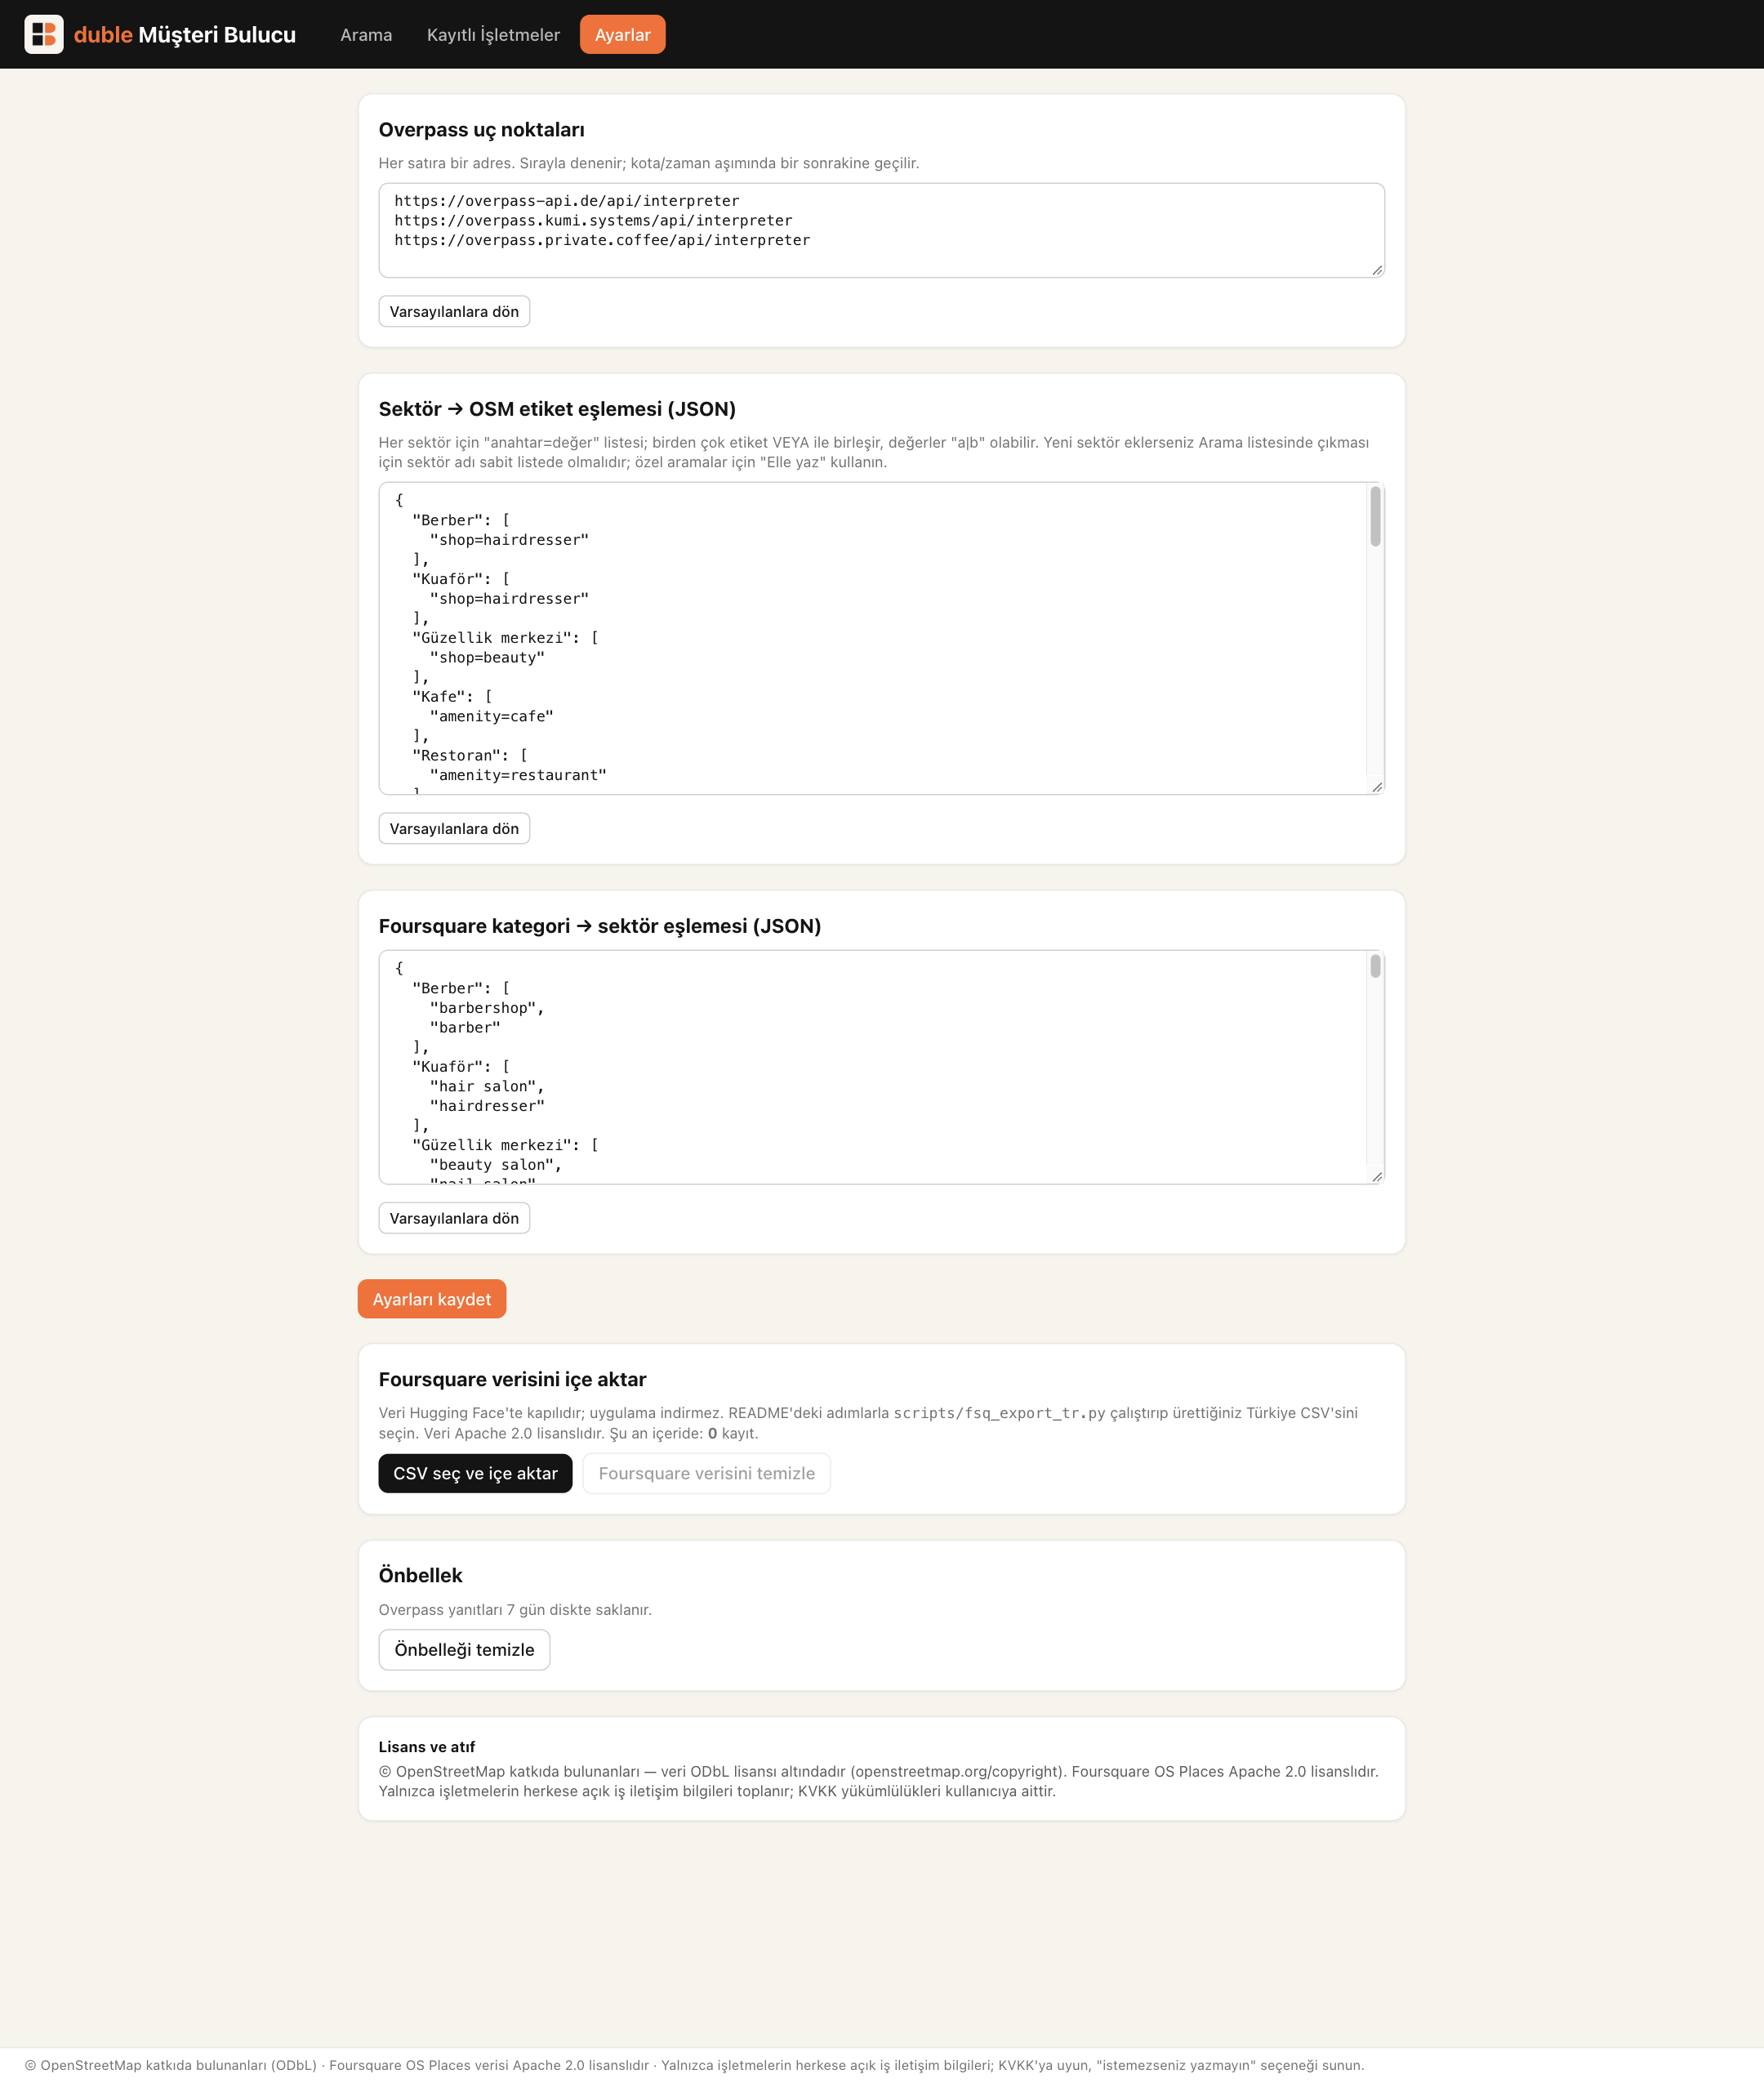 duble Müşteri Bulucu
Arama
Kayıtlı İşletmeler
Ayarlar
Overpass uç noktaları
Her satıra bir adres. Sırayla denenir; kota/zaman aşımında bir sonrakine geçilir.
https://overpass-api.de/api/interpreter
https://overpass.kumi.systems/api/interpreter
https://overpass.private.coffee/api/interpreter
Varsayılanlara dön
Sektör → OSM etiket eşlemesi (JSON)
Her sektör için "anahtar=değer" listesi; birden çok etiket VEYA ile birleşir, değerler "a|b" olabilir. Yeni sektör eklerseniz Arama listesinde çıkması
için sektör adı sabit listede olmalıdır; özel aramalar için "Elle yaz" kullanın.
{
"Berber": [
"shop=hairdresser"
],
"Kuaför": [
"shop=hairdresser"
],
"Güzellik merkezi": [
"shop=beauty"
],
"Kafe": [
"amenity=cafe"
],
"Restoran": [
"amenity=restaurant"
]
Varsayılanlara dön
Foursquare kategori → sektör eşlemesi (JSON)
{
"Berber": [
"barbershop",
"barber"
],
"Kuaför": [
"hair salon",
"hairdresser"
],
"Güzellik merkezi": [
"beauty salon",
"nail salon"
Varsayılanlara dön
Ayarları kaydet
Foursquare verisini içe aktar
Veri Hugging Face'te kapılıdır; uygulama indirmez. README'deki adımlarla scripts/fsq_export_tr.py çalıştırıp ürettiğiniz Türkiye CSV'sini
seçin. Veri Apache 2.0 lisanslıdır. Şu an içeride: 0 kayıt.
CSV seç ve içe aktar
Foursquare verisini temizle
Önbellek
Overpass yanıtları 7 gün diskte saklanır.
Önbelleği temizle
Lisans ve atıf
© OpenStreetMap katkıda bulunanları — veri ODbL lisansı altındadır (openstreetmap.org/copyright). Foursquare OS Places Apache 2.0 lisanslıdır.
Yalnızca işletmelerin herkese açık iş iletişim bilgileri toplanır; KVKK yükümlülükleri kullanıcıya aittir.
© OpenStreetMap katkıda bulunanları (ODbL) · Foursquare OS Places verisi Apache 2.0 lisanslıdır · Yalnızca işletmelerin herkese açık iş iletişim bilgileri; KVKK'ya uyun, "istemezseniz yazmayın" seçeneği sunun.